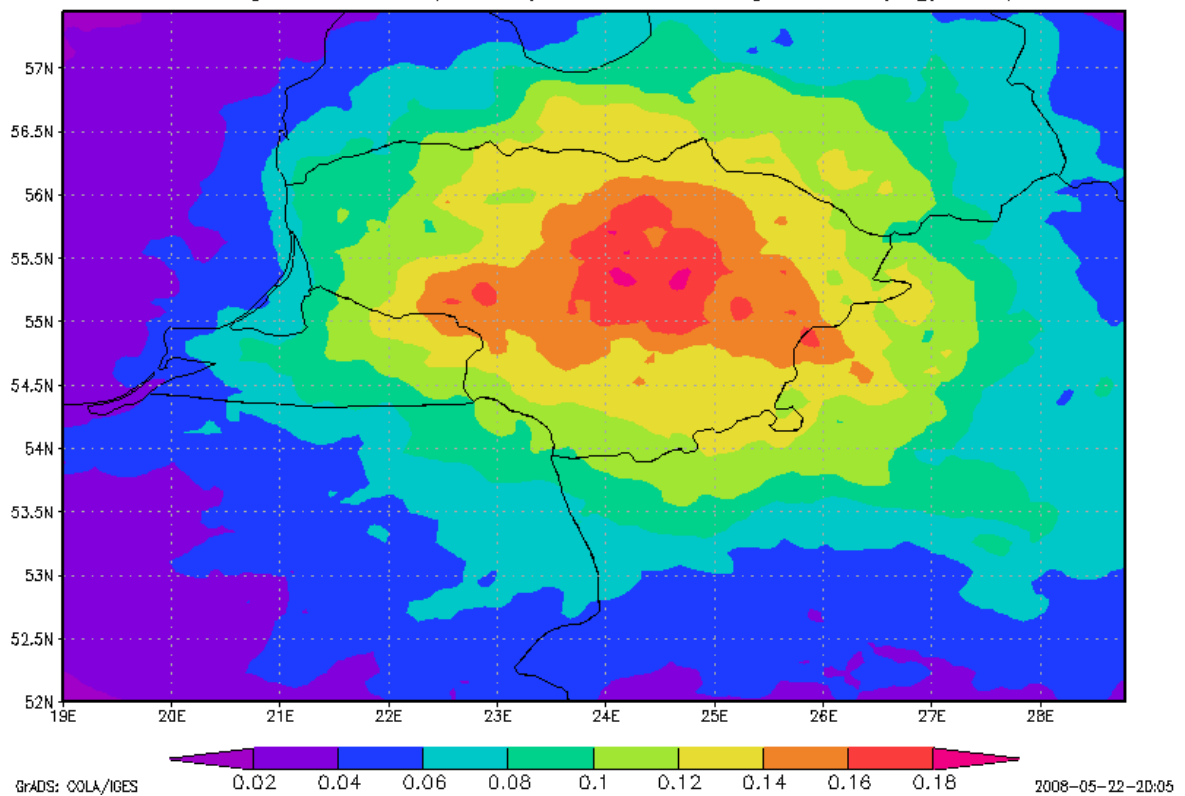 57N
56.5N
56N
55.5N
55N
54.5N
54N
53.5N
53N
52.5N
52N
19E 20E 21E 22E 23E 24E 25E 26E 27E 28E
0.02 0.04 0.06 0.08 0.1 0.12 0.14 0.16 0.18
GrADS: COLA/IGES 2008-05-22-20:05